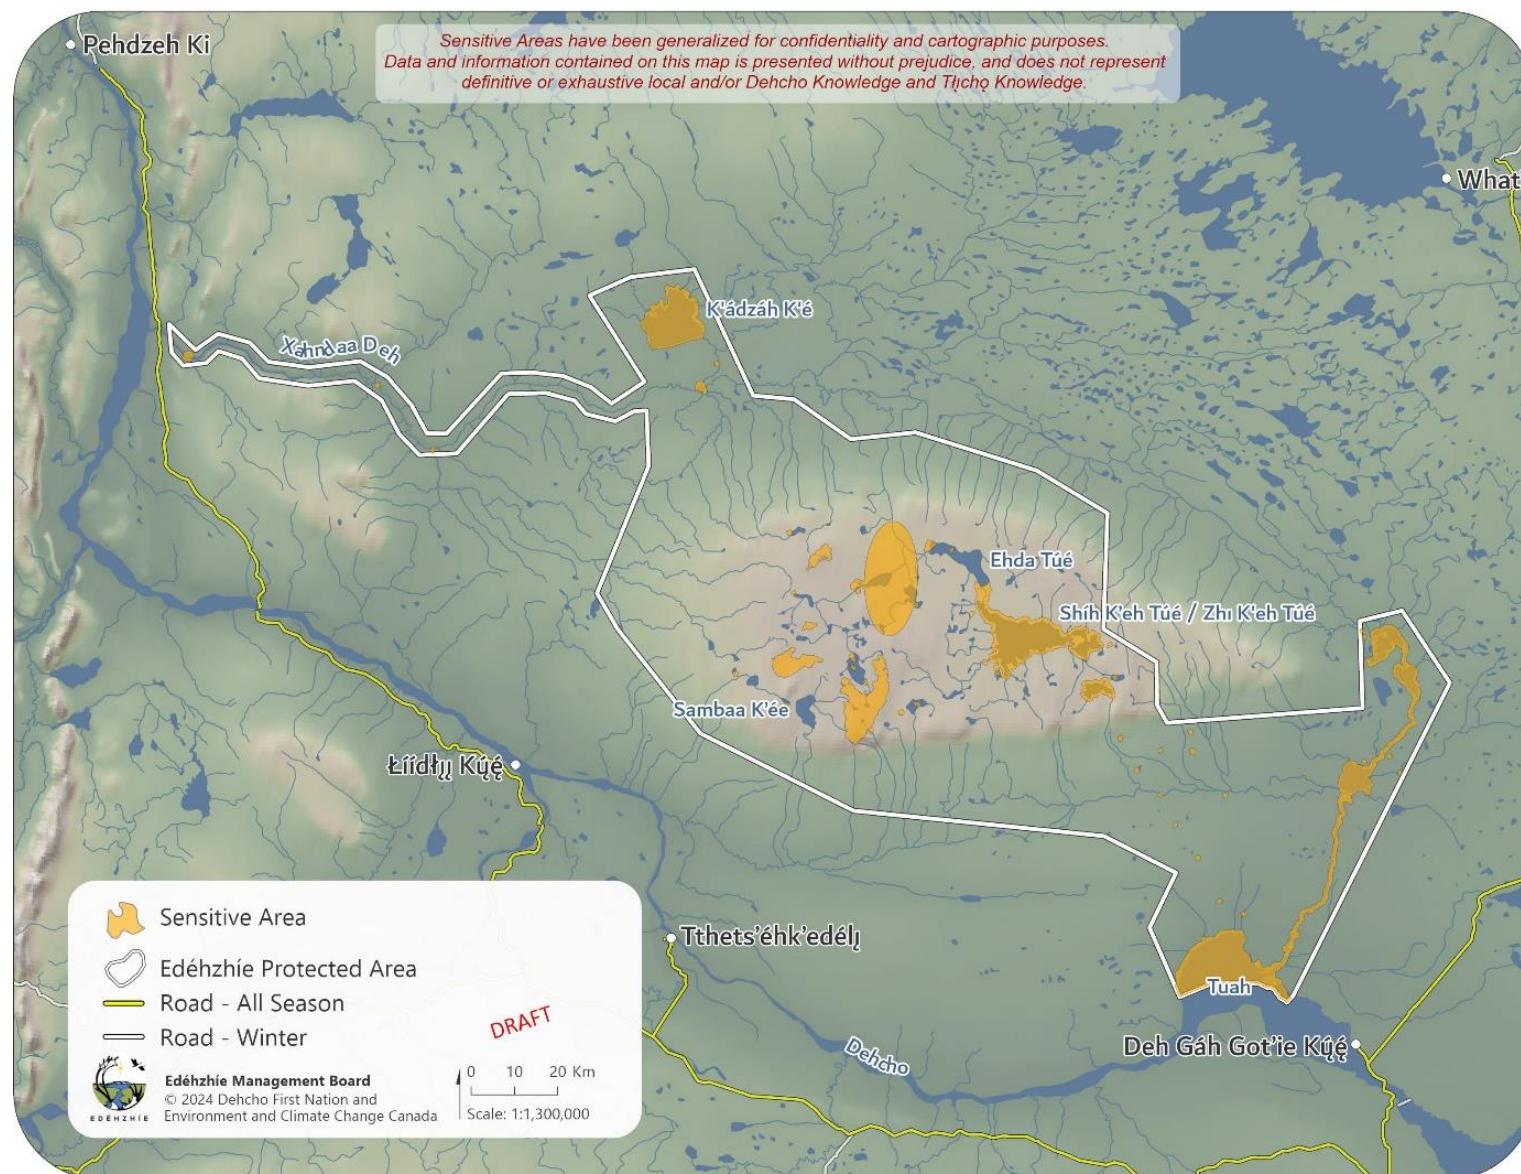 Sensitive Areas have been generalized for confidentiality and cartographic purposes.
Data and information contained on this map is presented without prejudice, and does not represent
definitive or exhaustive local and/or Dehcho Knowledge and Tłı̨chǫ Knowledge.
Pehdzeh Ki
What
K'ádzáh K'é
Xahndaa Deh
Ehda Túé
Shíh K'eh Túé / Zhı K'eh Túé
Sambaa K'ée
Łíídlı̨ı̨ Kų́ę́
Tthets'éhk'edélı̨
Tuah
Deh Gáh Got'ie Kų́ę́
Dehcho
Sensitive Area
Edéhzhíe Protected Area
Road - All Season
Road - Winter
DRAFT
EDÉHZHÍE
Edéhzhíe Management Board
© 2024 Dehcho First Nation and
Environment and Climate Change Canada
0 10 20 Km
Scale: 1:1,300,000